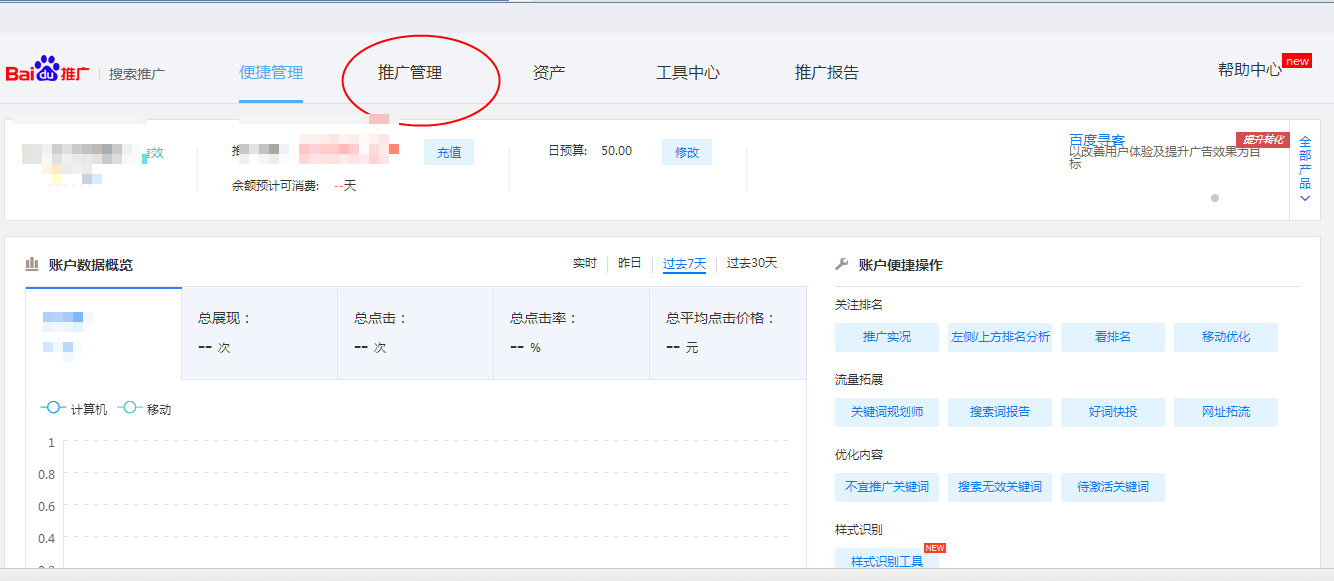 Bai du 推广 搜索推广 便捷管理 推广管理 资产 工具中心 推广报告 帮助中心 new
效 充值 日预算: 50.00 修改
余额预计可消费: --天
百度寻客 提升转化
以改善用户体验及提升广告效果为目
标
全部产品
账户数据概览 实时 昨日 过去7天 过去30天
总展现： 总点击： 总点击率： 总平均点击价格：
-- 次 -- 次 -- % -- 元
计算机 移动
1
0.8
0.6
0.4
账户便捷操作
关注排名
推广实况 左侧/上方排名分析 看排名 移动优化
流量拓展
关键词规划师 搜索词报告 好词快投 网址拓流
优化内容
不宜推广关键词 搜索无效关键词 待激活关键词
样式识别
样式识别工具 NEW